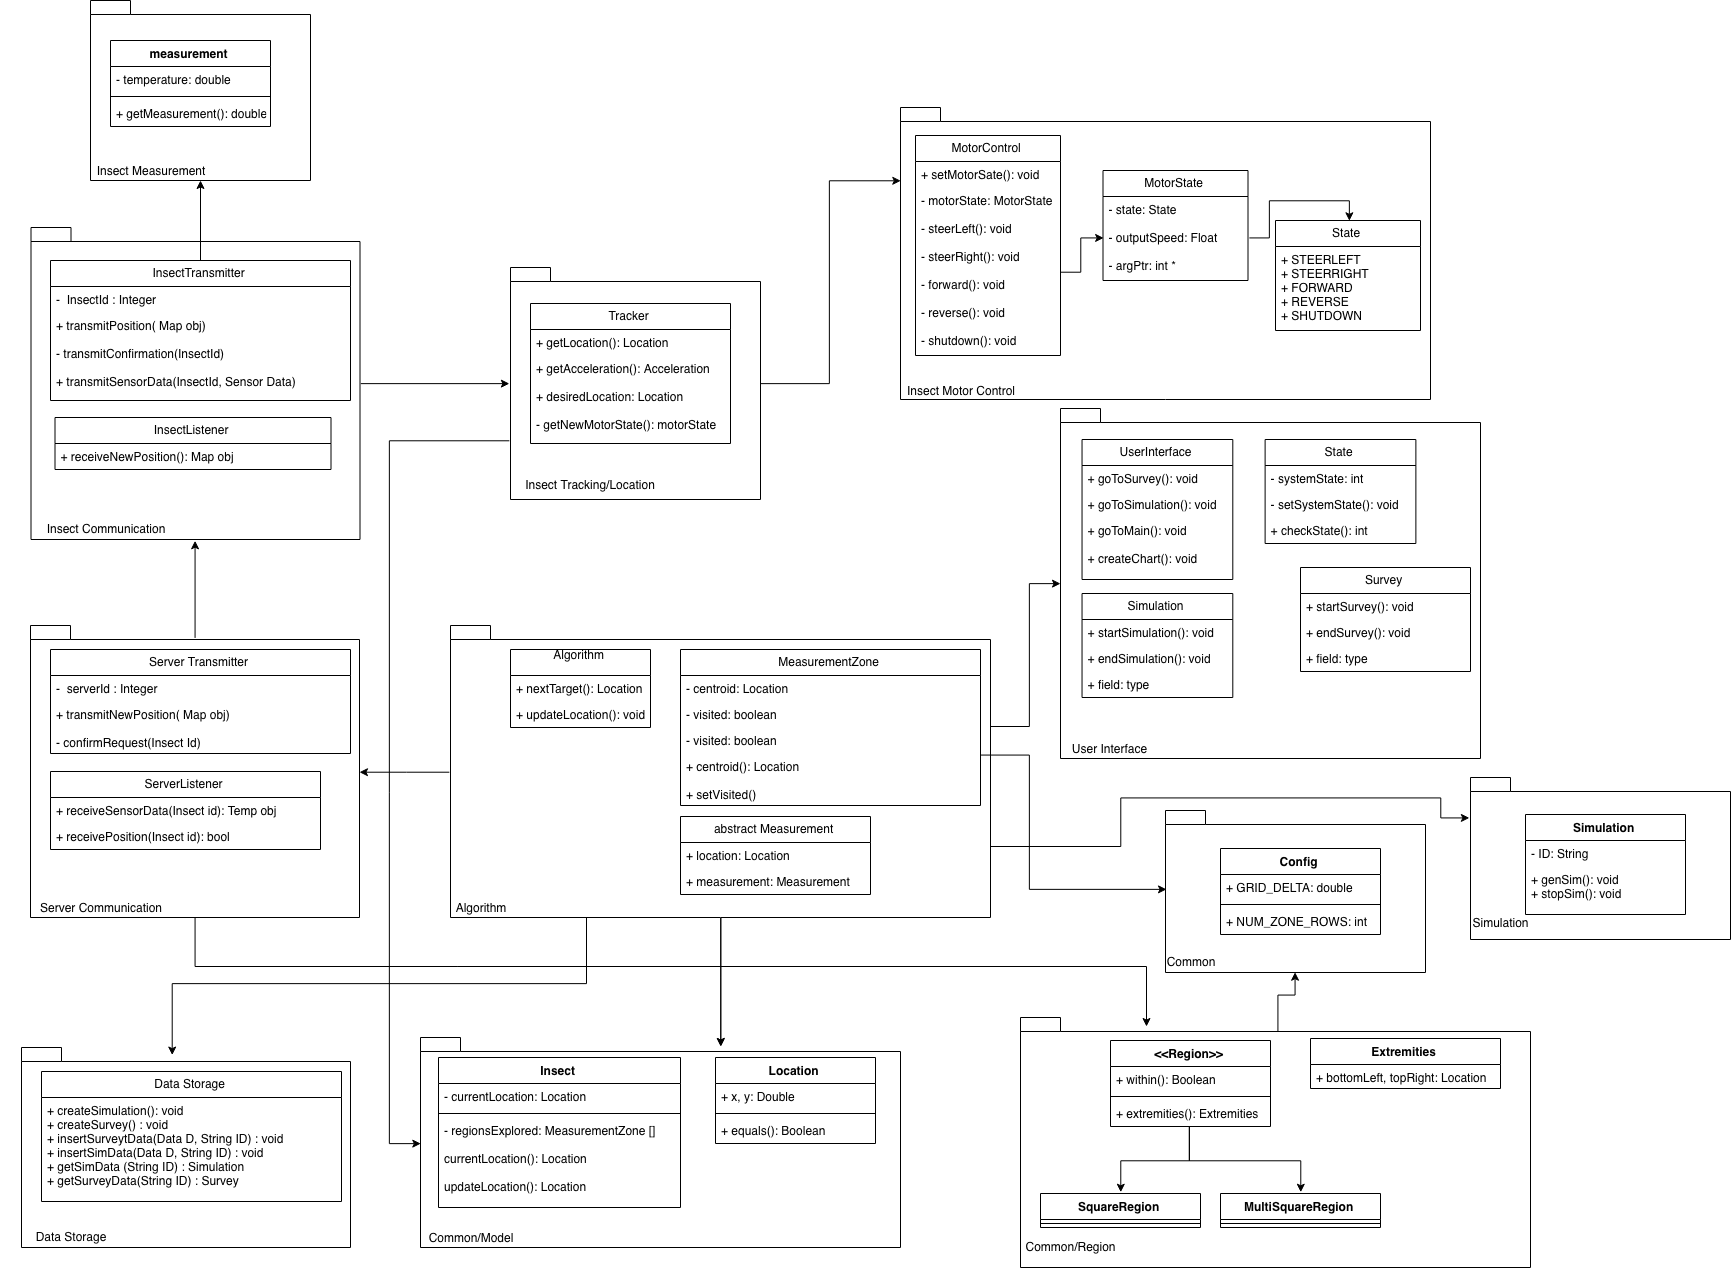 measurement
- temperature: double
+ getMeasurement(): double
Insect Measurement
InsectTransmitter
-  InsectId : Integer
+ transmitPosition( Map obj)
- transmitConfirmation(InsectId)
+ transmitSensorData(InsectId, Sensor Data)
InsectListener
+ receiveNewPosition(): Map obj
Insect Communication
Tracker
+ getLocation(): Location
+ getAcceleration(): Acceleration
+ desiredLocation: Location
- getNewMotorState(): motorState
Insect Tracking/Location
MotorControl
+ setMotorSate(): void
- motorState: MotorState
- steerLeft(): void
- steerRight(): void
- forward(): void
- reverse(): void
- shutdown(): void
MotorState
- state: State
- outputSpeed: Float
- argPtr: int *
State
+ STEERLEFT
+ STEERRIGHT
+ FORWARD
+ REVERSE
+ SHUTDOWN
Insect Motor Control
UserInterface
+ goToSurvey(): void
+ goToSimulation(): void
+ goToMain(): void
+ createChart(): void
State
- systemState: int
- setSystemState(): void
+ checkState(): int
Simulation
+ startSimulation(): void
+ endSimulation(): void
+ field: type
Survey
+ startSurvey(): void
+ endSurvey(): void
+ field: type
User Interface
Server Transmitter
-  serverId : Integer
+ transmitNewPosition( Map obj)
- confirmRequest(Insect Id)
ServerListener
+ receiveSensorData(Insect id): Temp obj
+ receivePosition(Insect id): bool
Server Communication
Algorithm
+ nextTarget(): Location
+ updateLocation(): void
MeasurementZone
- centroid: Location
- visited: boolean
- visited: boolean
+ centroid(): Location
+ setVisited()
abstract Measurement
+ location: Location
+ measurement: Measurement
Algorithm
Config
+ GRID_DELTA: double
+ NUM_ZONE_ROWS: int
Common
Simulation
- ID: String
+ genSim(): void
+ stopSim(): void
Simulation
Data Storage
+ createSimulation(): void
+ createSurvey() : void
+ insertSurveytData(Data D, String ID) : void
+ insertSimData(Data D, String ID) : void
+ getSimData (String ID) : Simulation
+ getSurveyData(String ID) : Survey
Data Storage
Insect
- currentLocation: Location
- regionsExplored: MeasurementZone []
currentLocation(): Location
updateLocation(): Location
Location
+ x, y: Double
+ equals(): Boolean
Common/Model
<<Region>>
+ within(): Boolean
+ extremities(): Extremities
Extremities
+ bottomLeft, topRight: Location
SquareRegion
MultiSquareRegion
Common/Region